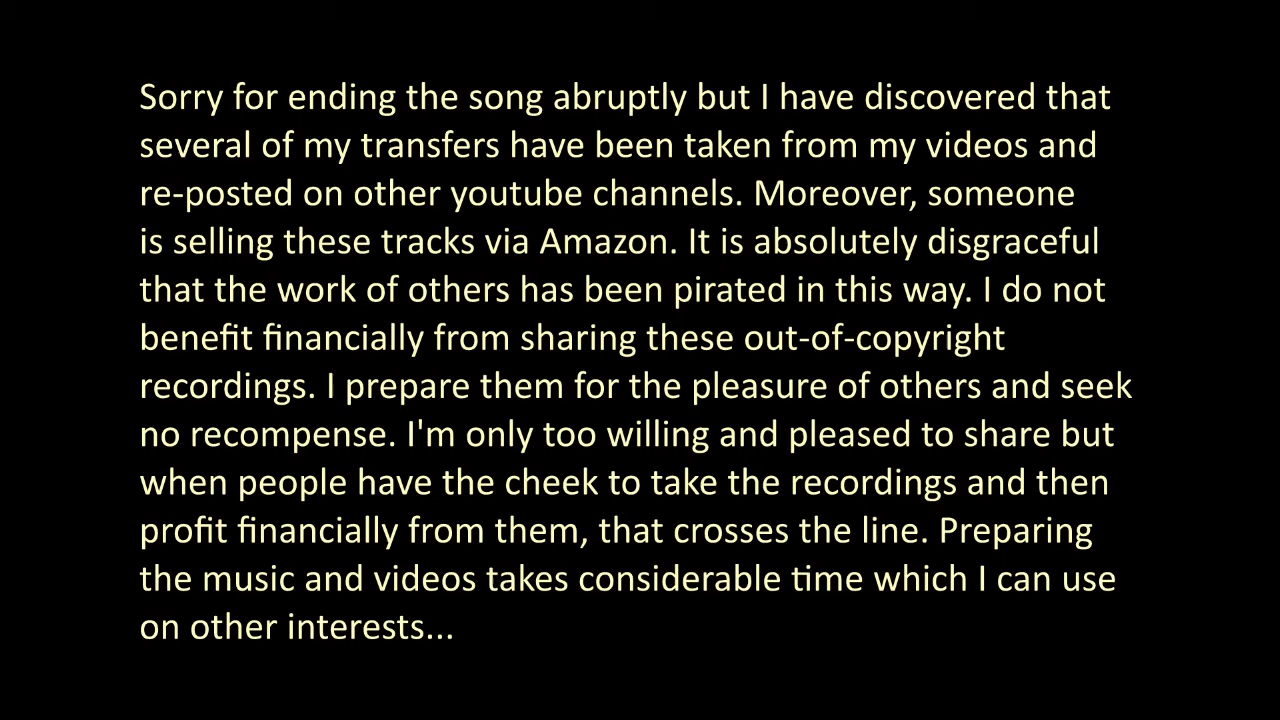 Sorry for ending the song abruptly but I have discovered that
several of my transfers have been taken from my videos and
re-posted on other youtube channels. Moreover, someone
is selling these tracks via Amazon. It is absolutely disgraceful
that the work of others has been pirated in this way. I do not
benefit financially from sharing these out-of-copyright
recordings. I prepare them for the pleasure of others and seek
no recompense. I'm only too willing and pleased to share but
when people have the cheek to take the recordings and then
profit financially from them, that crosses the line. Preparing
the music and videos takes considerable time which I can use
on other interests...